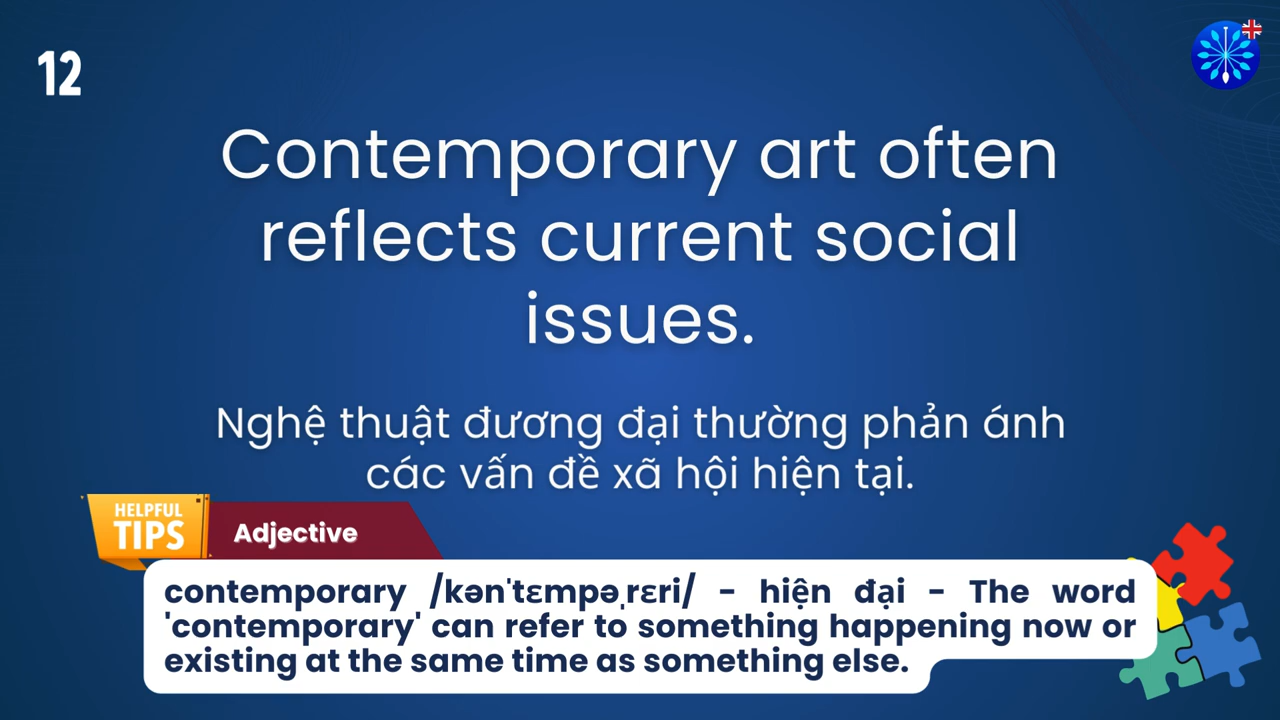 12
Contemporary art often
reflects current social
issues.
Nghệ thuật đương đại thường phản ánh
các vấn đề xã hội hiện tại.
HELPFUL
TIPS
Adjective
contemporary /kənˈtɛmpəˌrɛri/ - hiện đại - The word
'contemporary' can refer to something happening now or
existing at the same time as something else.